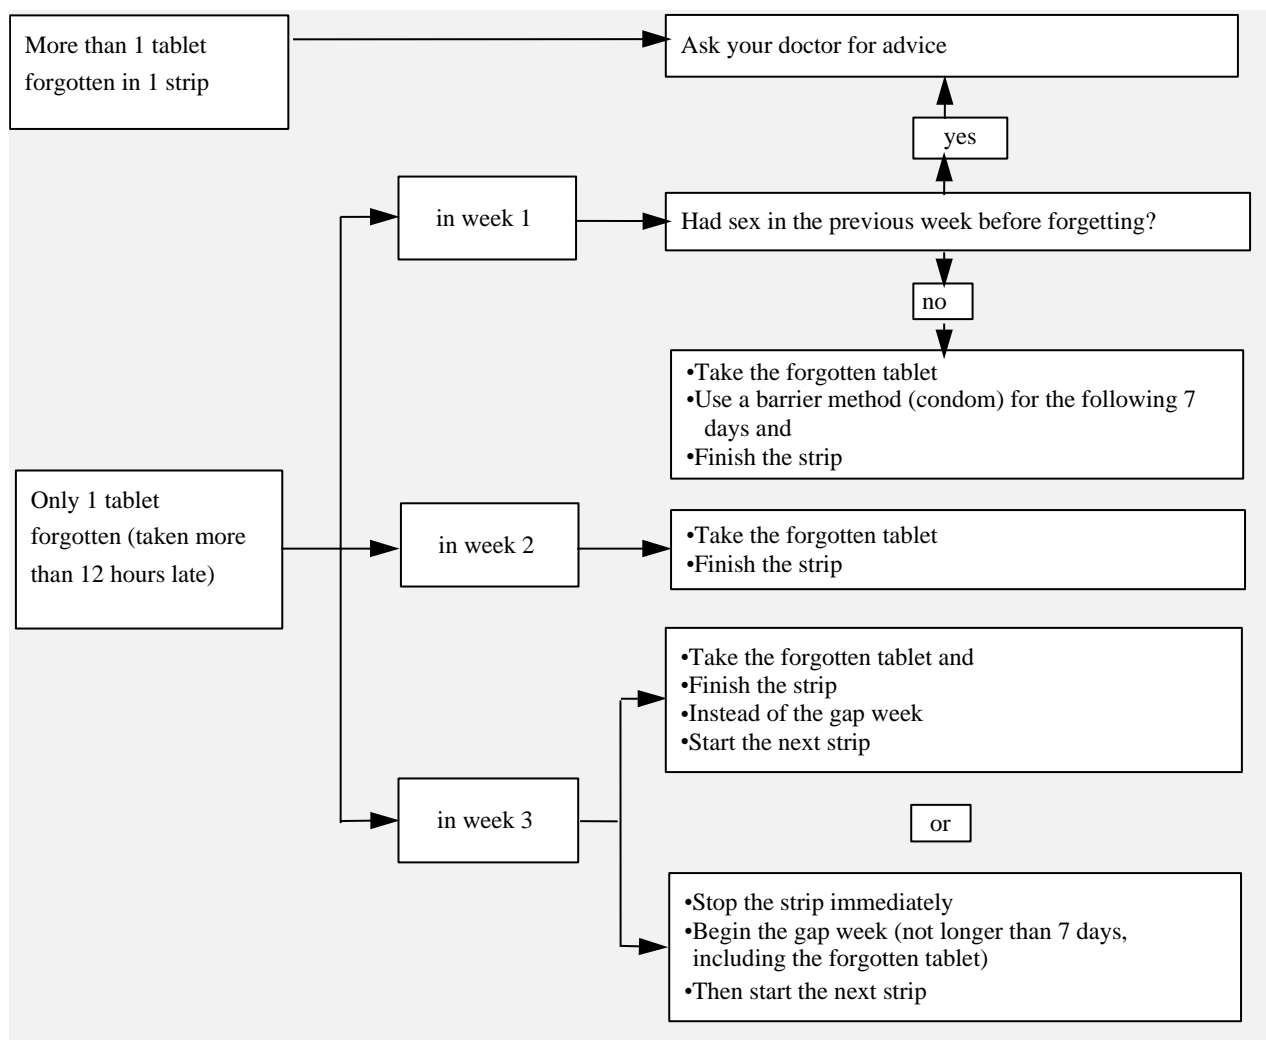 More than 1 tablet
forgotten in 1 strip
Ask your doctor for advice
yes
in week 1
Had sex in the previous week before forgetting?
no
•Take the forgotten tablet
•Use a barrier method (condom) for the following 7
days and
•Finish the strip
Only 1 tablet
forgotten (taken more
than 12 hours late)
in week 2
•Take the forgotten tablet
•Finish the strip
•Take the forgotten tablet and
•Finish the strip
•Instead of the gap week
•Start the next strip
in week 3
or
•Stop the strip immediately
•Begin the gap week (not longer than 7 days,
including the forgotten tablet)
•Then start the next strip